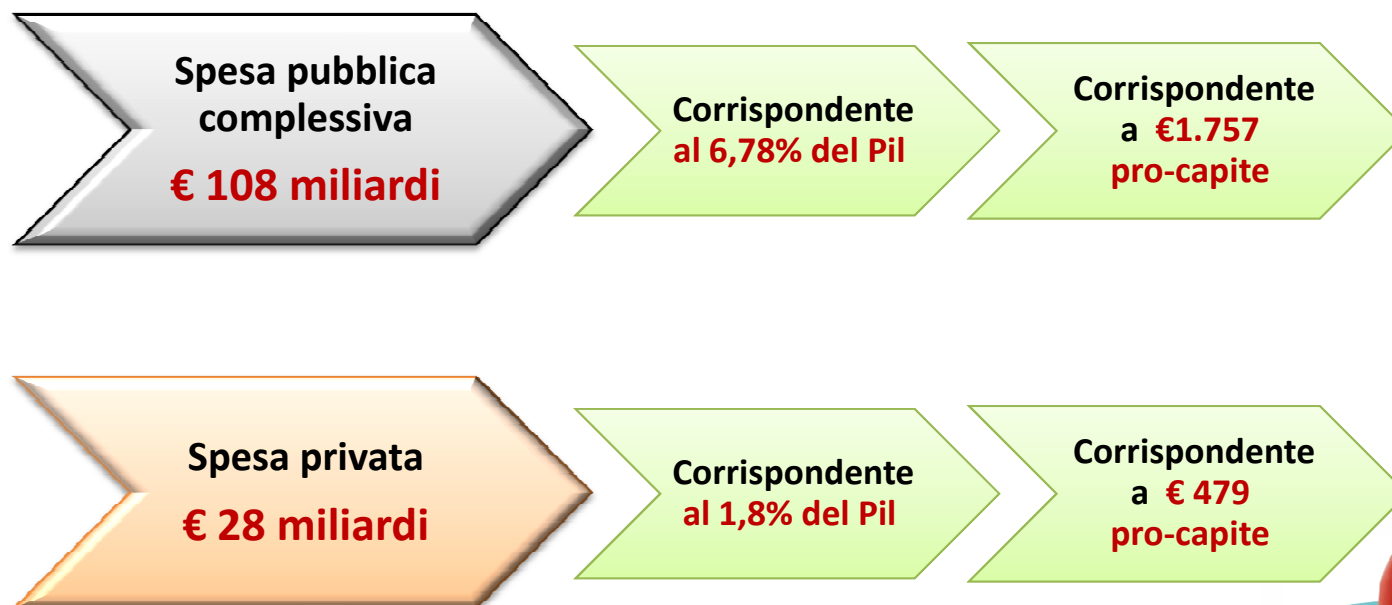 Spesa pubblica
complessiva
€ 108 miliardi
Corrispondente
al 6,78% del Pil
Corrispondente
a €1.757
pro-capite
Spesa privata
€ 28 miliardi
Corrispondente
al 1,8% del Pil
Corrispondente
a € 479
pro-capite